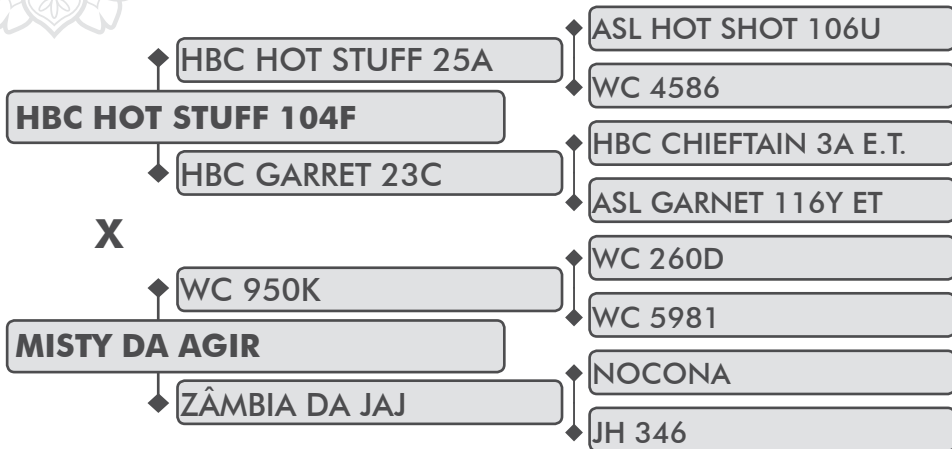 ASL HOT SHOT 106U
HBC HOT STUFF 25A
WC 4586
HBC HOT STUFF 104F
HBC CHIEFTAIN 3A E.T.
HBC GARRET 23C
ASL GARNET 116Y ET
X
WC 260D
WC 950K
WC 5981
MISTY DA AGIR
NOCONA
ZÂMBIA DA JAJ
JH 346